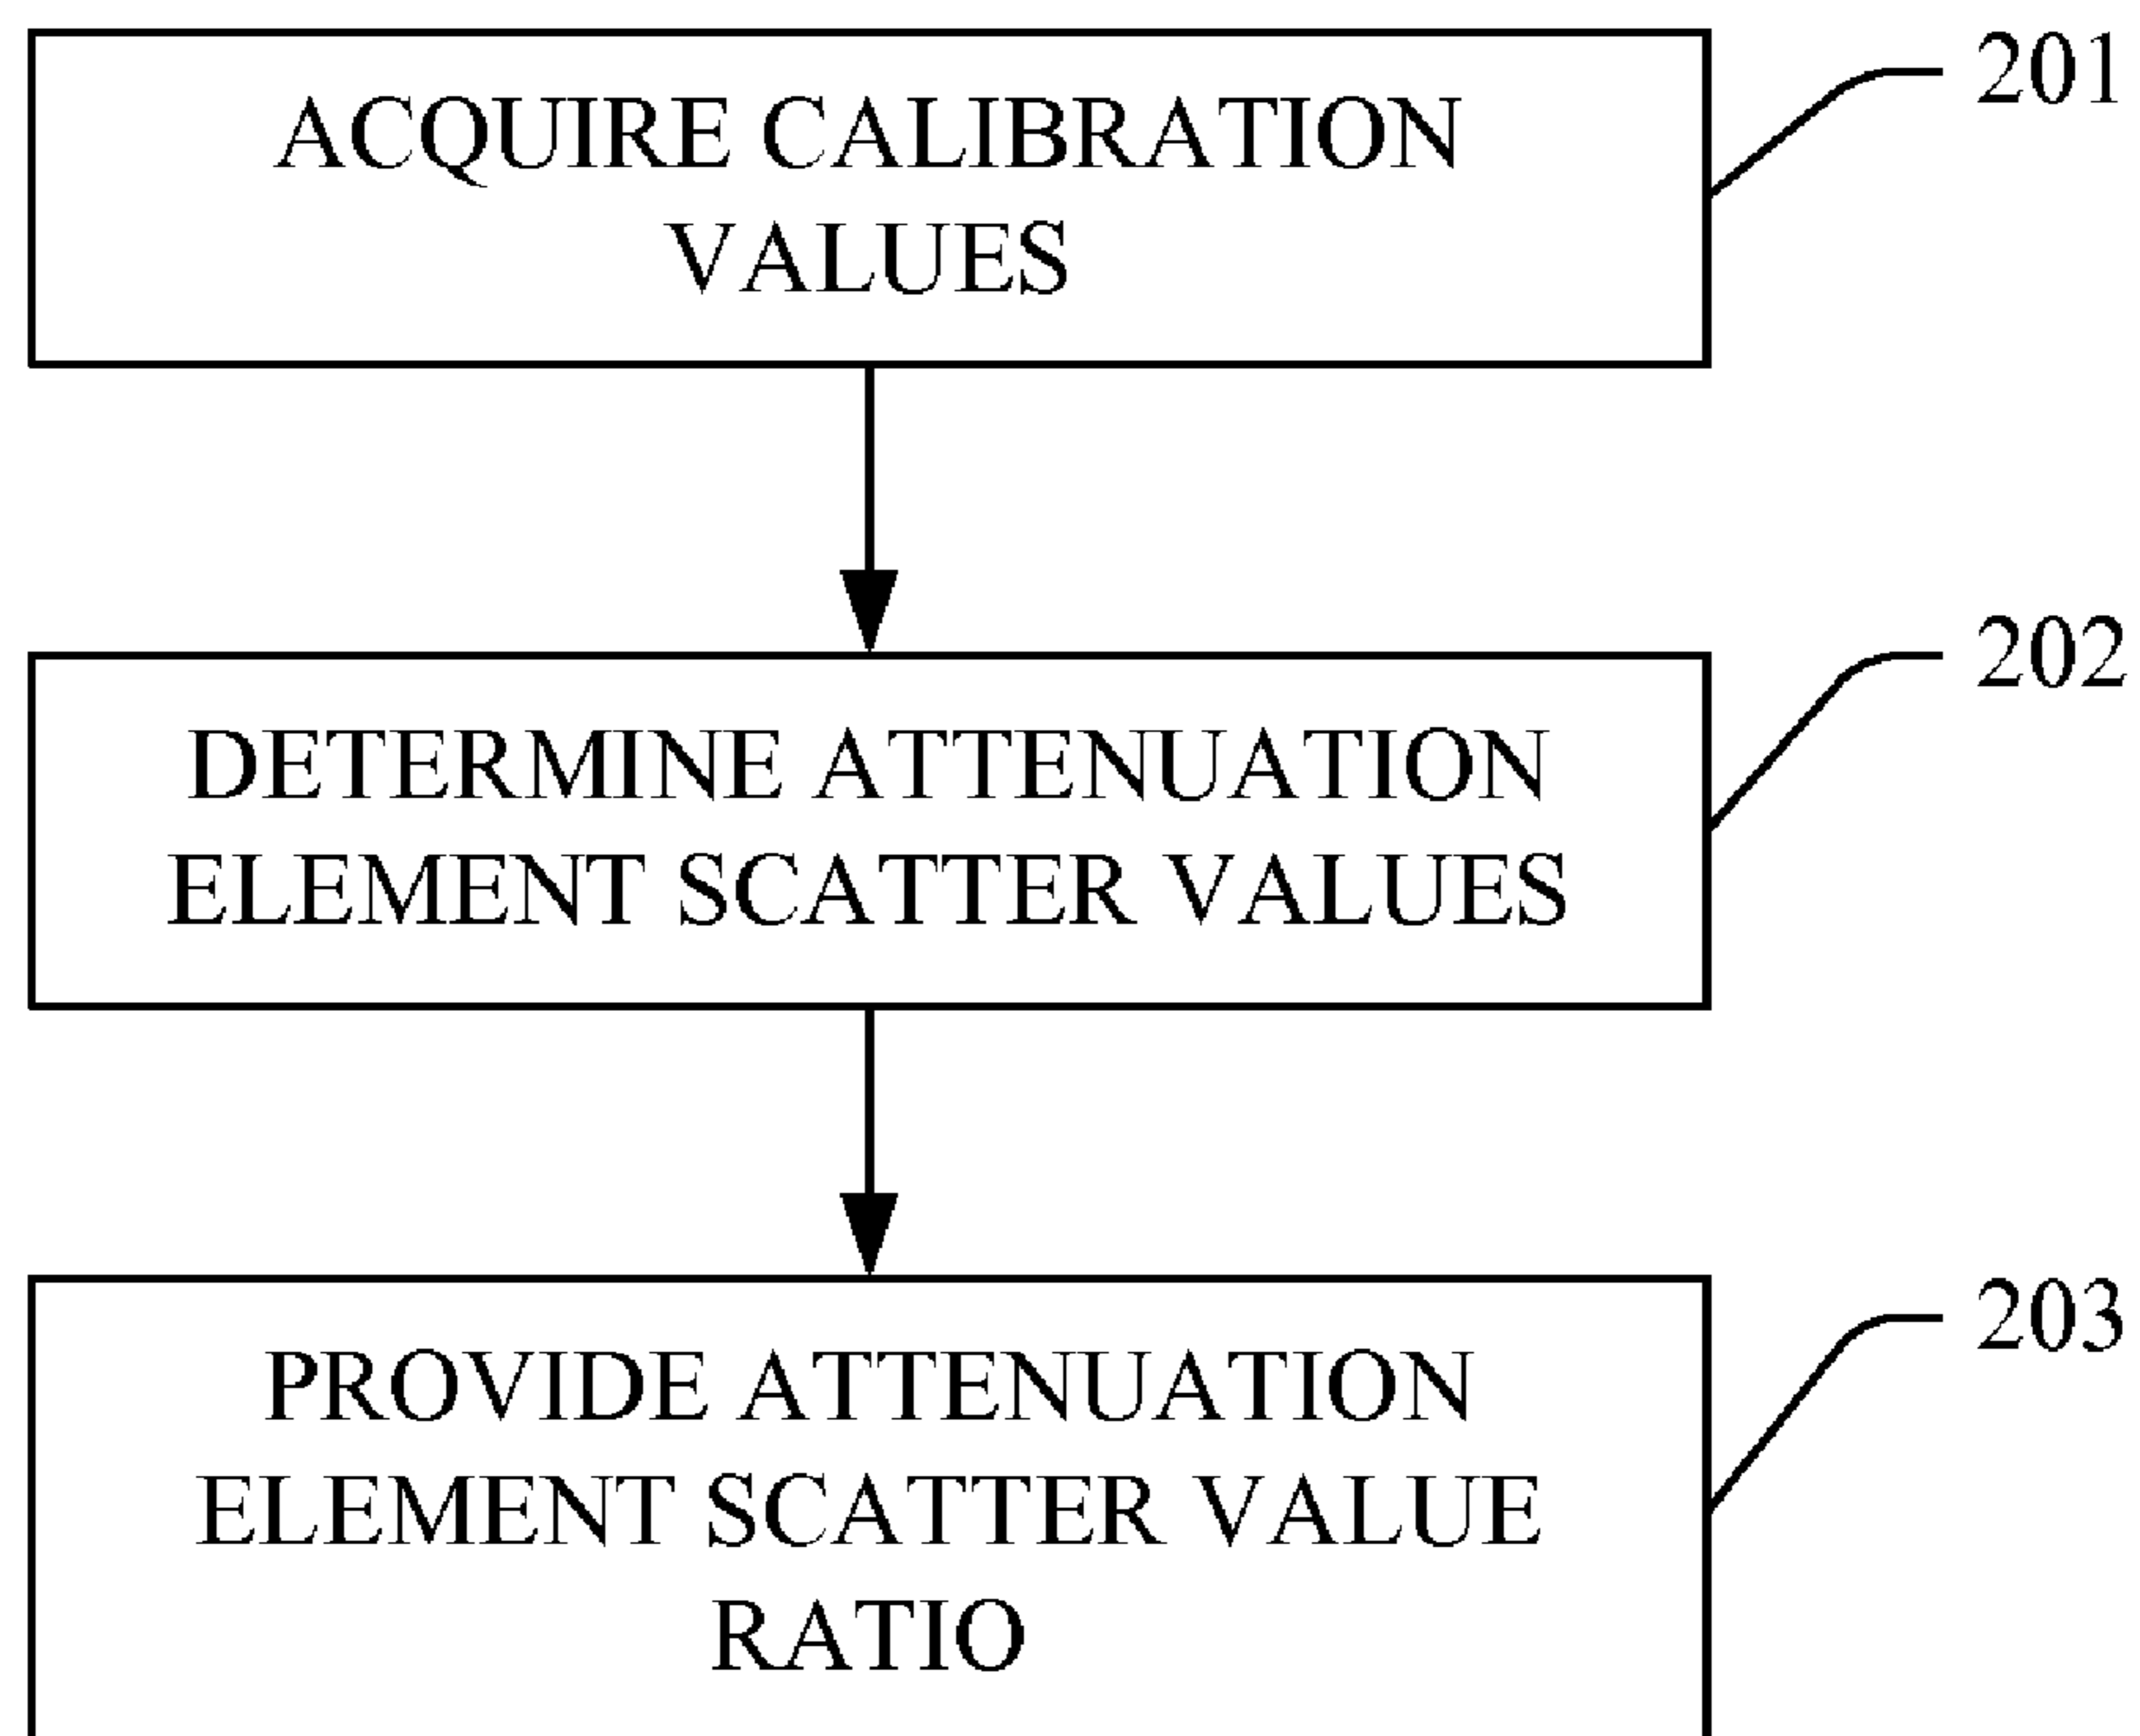 ACQUIRE CALIBRATION
VALUES
201
DETERMINE ATTENUATION
ELEMENT SCATTER VALUES
202
PROVIDE ATTENUATION
ELEMENT SCATTER VALUE
RATIO
203